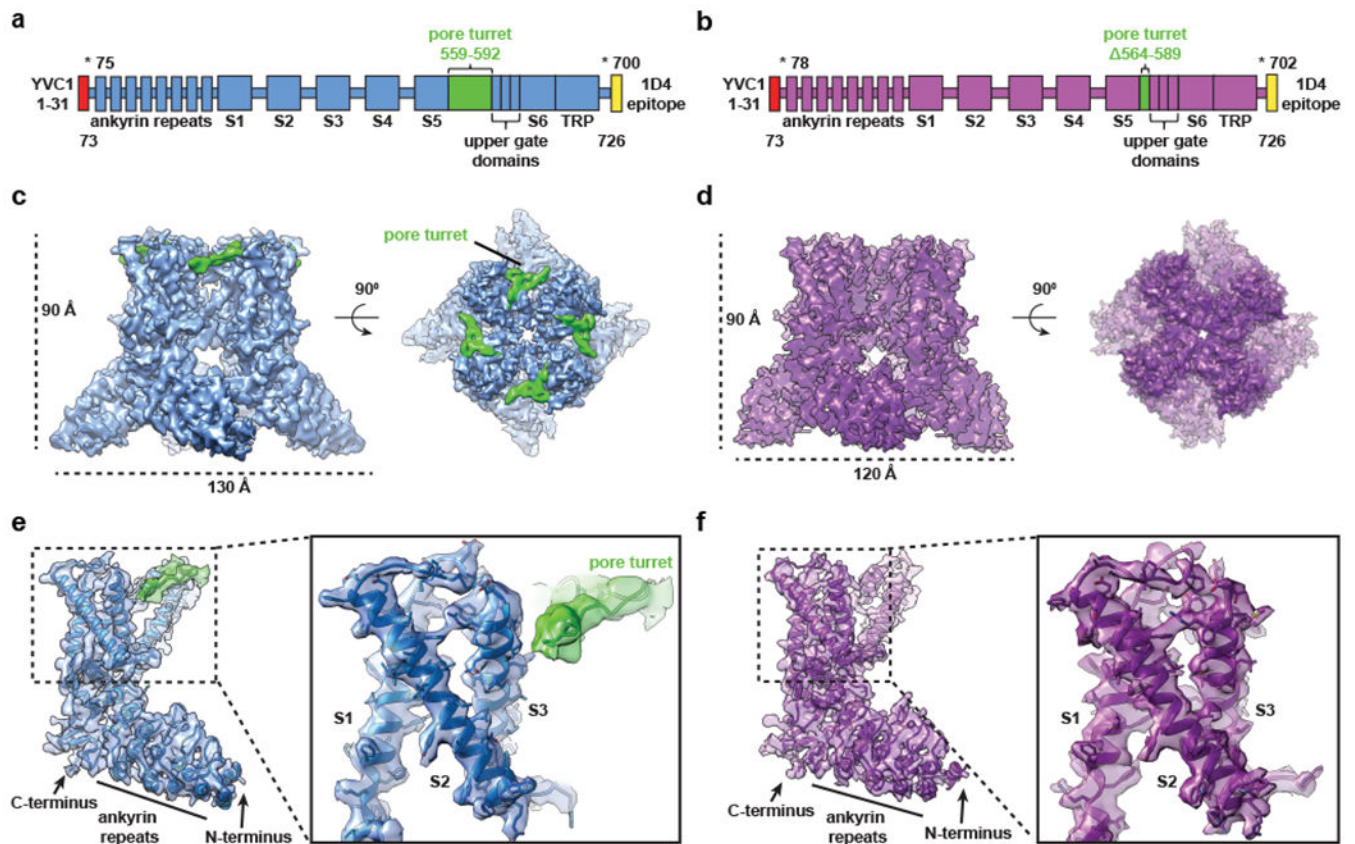 a
pore turret
559-592
* 75
* 700
YVC1
1-31
1D4
epitope
ankyrin repeats
S1
S2
S3
S4
S5
S6
TRP
73
upper gate
domains
726
b
pore turret
Δ564-589
* 78
* 702
YVC1
1-31
1D4
epitope
ankyrin repeats
S1
S2
S3
S4
S5
S6
TRP
73
upper gate
domains
726
c
pore turret
90 Å
90º
130 Å
d
90 Å
90º
120 Å
e
pore turret
S1
S3
S2
C-terminus
ankyrin
repeats
N-terminus
f
S1
S3
S2
C-terminus
ankyrin
repeats
N-terminus